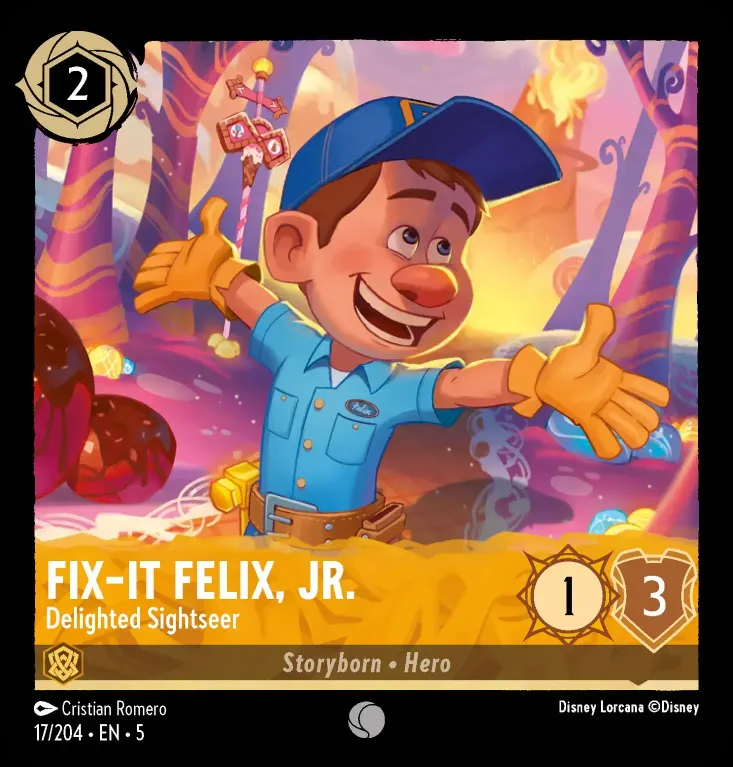 2
Felix
FIX-IT FELIX, JR.
Delighted Sightseer
1
3
Storyborn • Hero
Cristian Romero
Disney Lorcana ©Disney
17/204 • EN • 5